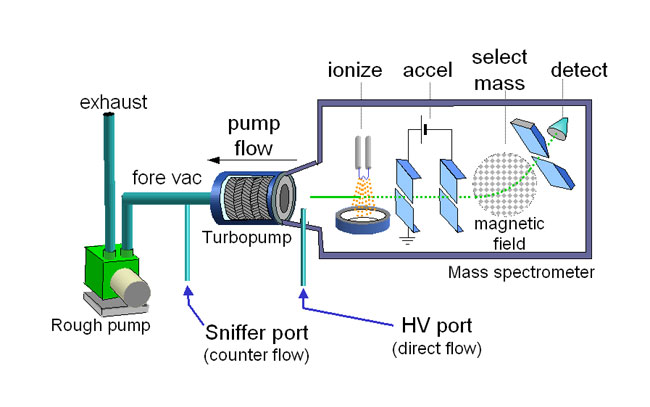 ionize
accel
select
mass
detect
exhaust
pump
flow
fore vac
Turbopump
magnetic
field
Mass spectrometer
Rough pump
Sniffer port
(counter flow)
HV port
(direct flow)